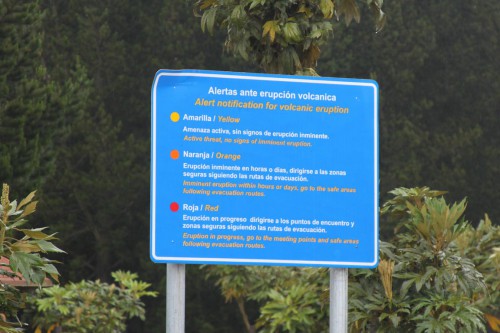 Alertas ante erupción volcanica
Alert notification for volcanic eruption
Amarilla / Yellow
Amenaza activa, sin signos de erupción inminente.
Active threat, no signs of imminent eruption.
Naranja / Orange
Erupción inminente en horas o días, dirigirse a las zonas
seguras siguiendo las rutas de evacuación.
Imminent eruption within hours or days, go to the safe areas
following evacuation routes.
Roja / Red
Erupción en progreso dirigirse a los puntos de encuentro y zonas
seguras siguiendo las rutas de evacuación.
Eruption in progress, go to the meeting points and safe areas
following evacuation routes.